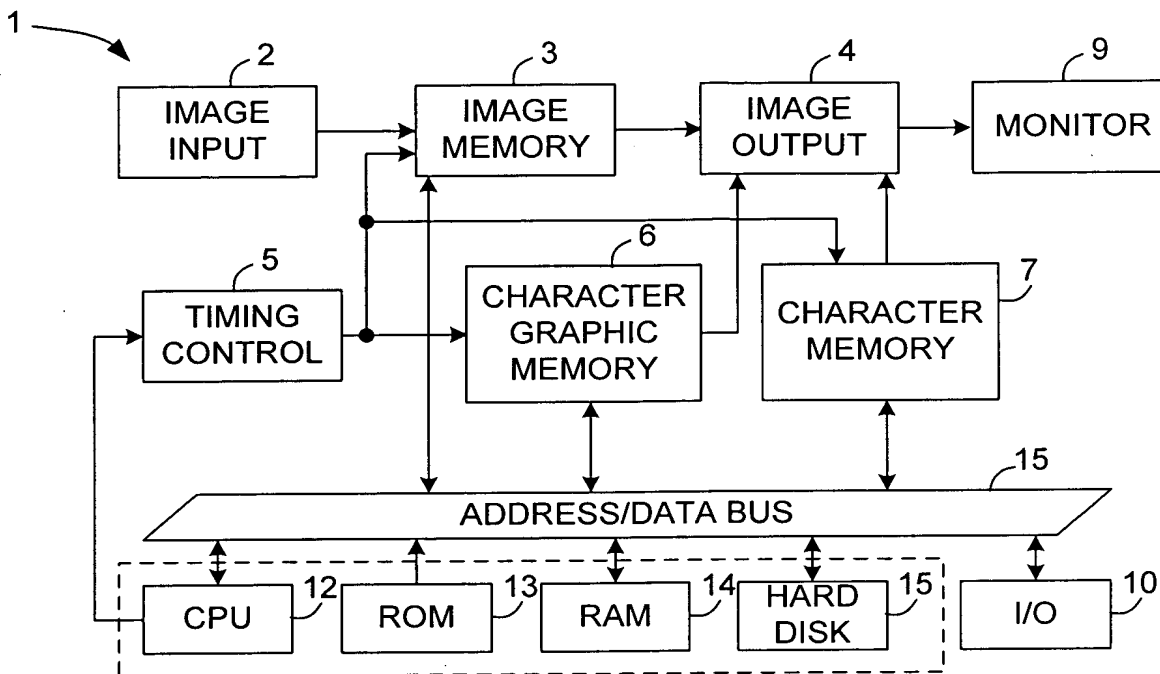 1
2
3
4
9
IMAGE
INPUT
IMAGE
MEMORY
IMAGE
OUTPUT
MONITOR
5
6
7
TIMING
CONTROL
CHARACTER
GRAPHIC
MEMORY
CHARACTER
MEMORY
15
ADDRESS/DATA BUS
12
13
14
15
10
CPU
ROM
RAM
HARD
DISK
I/O